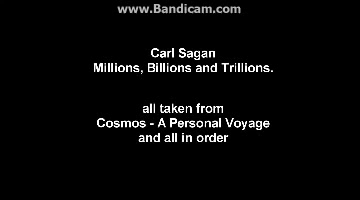 www.Bandicam.com
Carl Sagan
Millions, Billions and Trillions.
all taken from
Cosmos - A Personal Voyage
and all in order